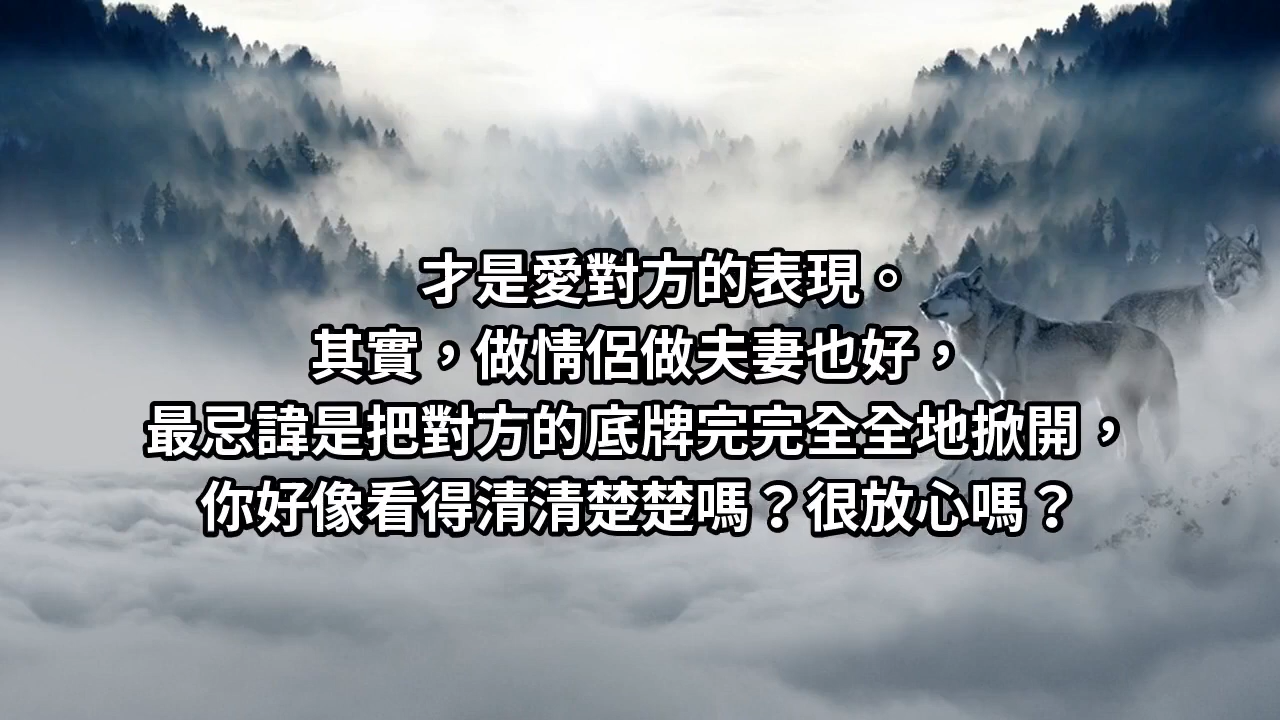 才是愛對方的表現。
其實，做情侶做夫妻也好，
最忌諱是把對方的底牌完完全全地掀開，
你好像看得清清楚楚嗎？很放心嗎？